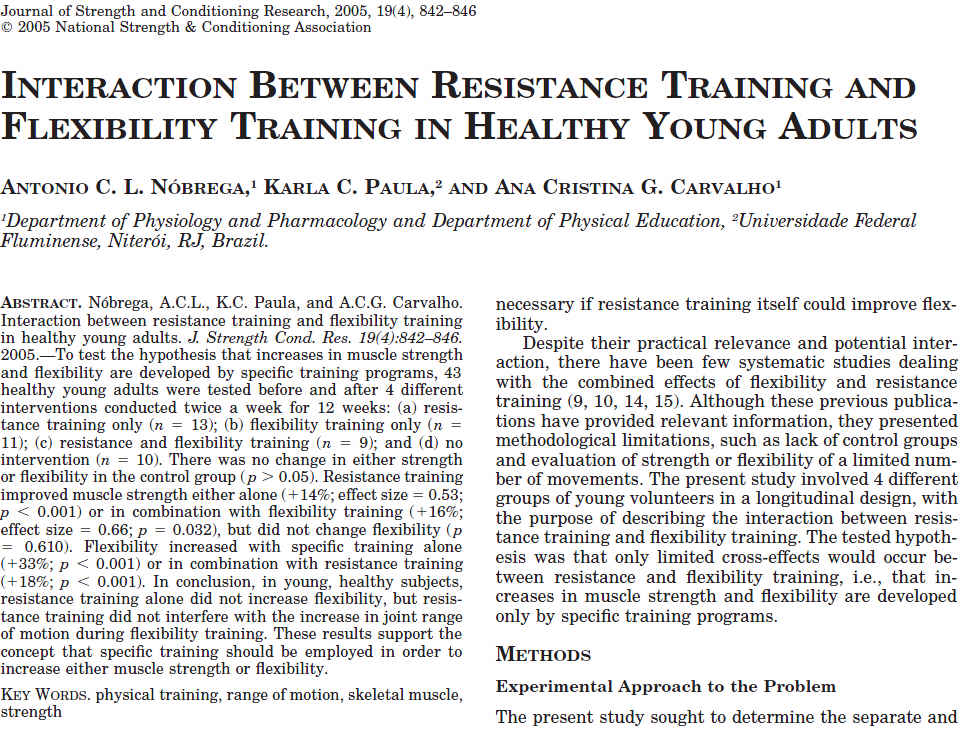 Journal of Strength and Conditioning Research, 2005, 19(4), 842–846
© 2005 National Strength & Conditioning Association
INTERACTION BETWEEN RESISTANCE TRAINING AND
FLEXIBILITY TRAINING IN HEALTHY YOUNG ADULTS
ANTONIO C. L. NÓBREGA,¹ KARLA C. PAULA,² AND ANA CRISTINA G. CARVALHO¹
¹Department of Physiology and Pharmacology and Department of Physical Education, ²Universidade Federal
Fluminense, Niterói, RJ, Brazil.
ABSTRACT. Nóbrega, A.C.L., K.C. Paula, and A.C.G. Carvalho.
Interaction between resistance training and flexibility training
in healthy young adults. J. Strength Cond. Res. 19(4):842–846.
2005.—To test the hypothesis that increases in muscle strength
and flexibility are developed by specific training programs, 43
healthy young adults were tested before and after 4 different
interventions conducted twice a week for 12 weeks: (a) resis-
tance training only (n = 13); (b) flexibility training only (n =
11); (c) resistance and flexibility training (n = 9); and (d) no
intervention (n = 10). There was no change in either strength
or flexibility in the control group (p > 0.05). Resistance training
improved muscle strength either alone (+14%; effect size = 0.53;
p < 0.001) or in combination with flexibility training (+16%;
effect size = 0.66; p = 0.032), but did not change flexibility (p
= 0.610). Flexibility increased with specific training alone
(+33%; p < 0.001) or in combination with resistance training
(+18%; p < 0.001). In conclusion, in young, healthy subjects,
resistance training alone did not increase flexibility, but resis-
tance training did not interfere with the increase in joint range
of motion during flexibility training. These results support the
concept that specific training should be employed in order to
increase either muscle strength or flexibility.
KEY WORDS. physical training, range of motion, skeletal muscle,
strength
necessary if resistance training itself could improve flex-
ibility.
Despite their practical relevance and potential inter-
action, there have been few systematic studies dealing
with the combined effects of flexibility and resistance
training (9, 10, 14, 15). Although these previous publica-
tions have provided relevant information, they presented
methodological limitations, such as lack of control groups
and evaluation of strength or flexibility of a limited num-
ber of movements. The present study involved 4 different
groups of young volunteers in a longitudinal design, with
the purpose of describing the interaction between resis-
tance training and flexibility training. The tested hypoth-
esis was that only limited cross-effects would occur be-
tween resistance and flexibility training, i.e., that in-
creases in muscle strength and flexibility are developed
only by specific training programs.
METHODS
Experimental Approach to the Problem
The present study sought to determine the separate and